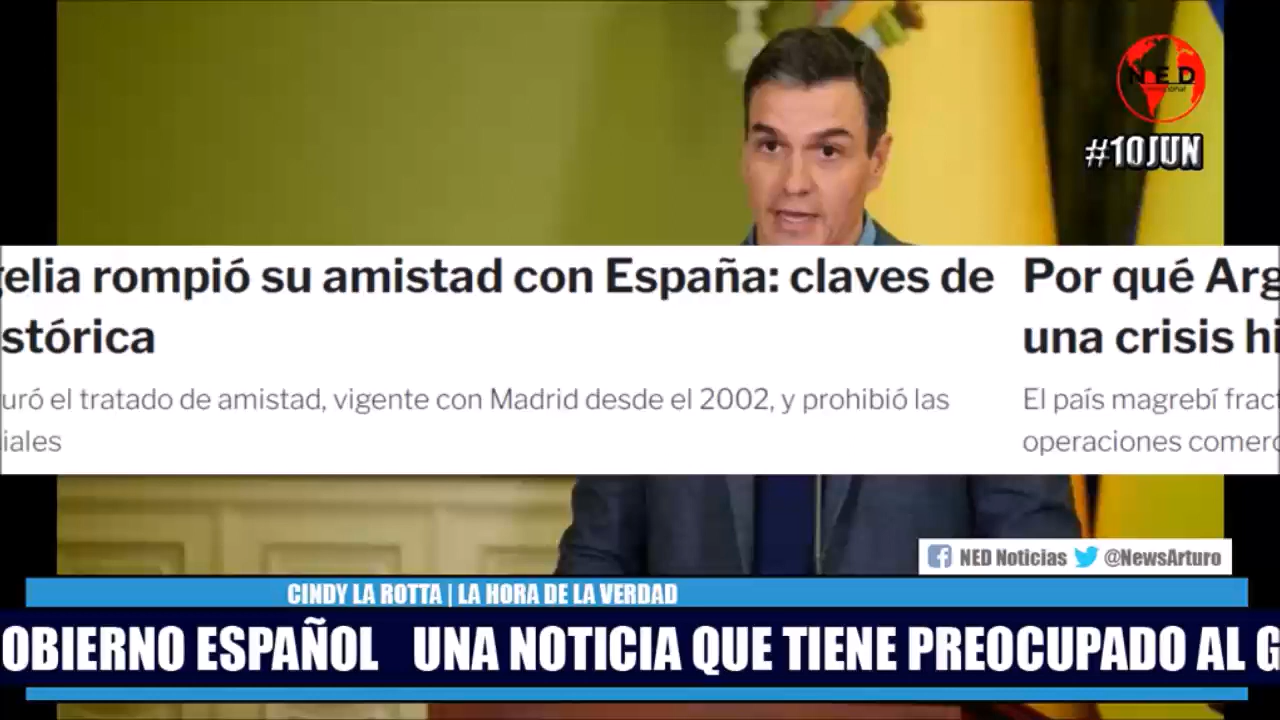 NED
#10JUN
gelia rompió su amistad con España: claves de
stórica
uró el tratado de amistad, vigente con Madrid desde el 2002, y prohibió las
iales
Por qué Arg
una crisis hi
El país magrebí fract
operaciones comerc
NED Noticias @NewsArturo
CINDY LA ROTTA | LA HORA DE LA VERDAD
OBIERNO ESPAÑOL UNA NOTICIA QUE TIENE PREOCUPADO AL G